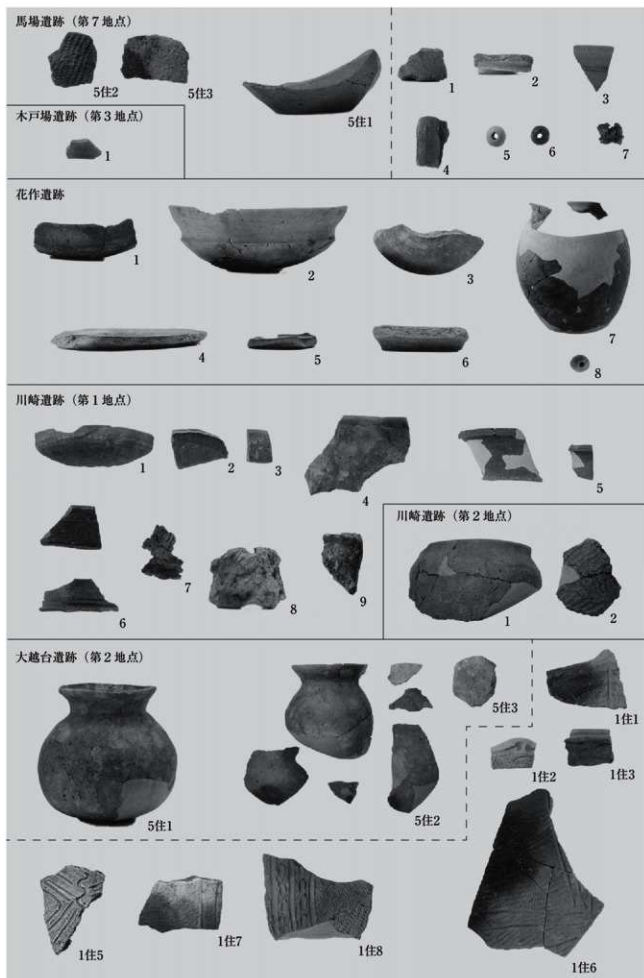 馬場遺跡（第７地点）
5住2
5住3
5住1
1
2
3
4
5
6
7
木戸場遺跡（第３地点）
1
花作遺跡
1
2
3
7
4
5
6
8
川崎遺跡（第１地点）
1
2
3
4
5
6
7
8
9
川崎遺跡（第２地点）
1
2
大越台遺跡（第２地点）
5住1
5住3
5住2
1住1
1住2
1住3
1住5
1住7
1住8
1住6